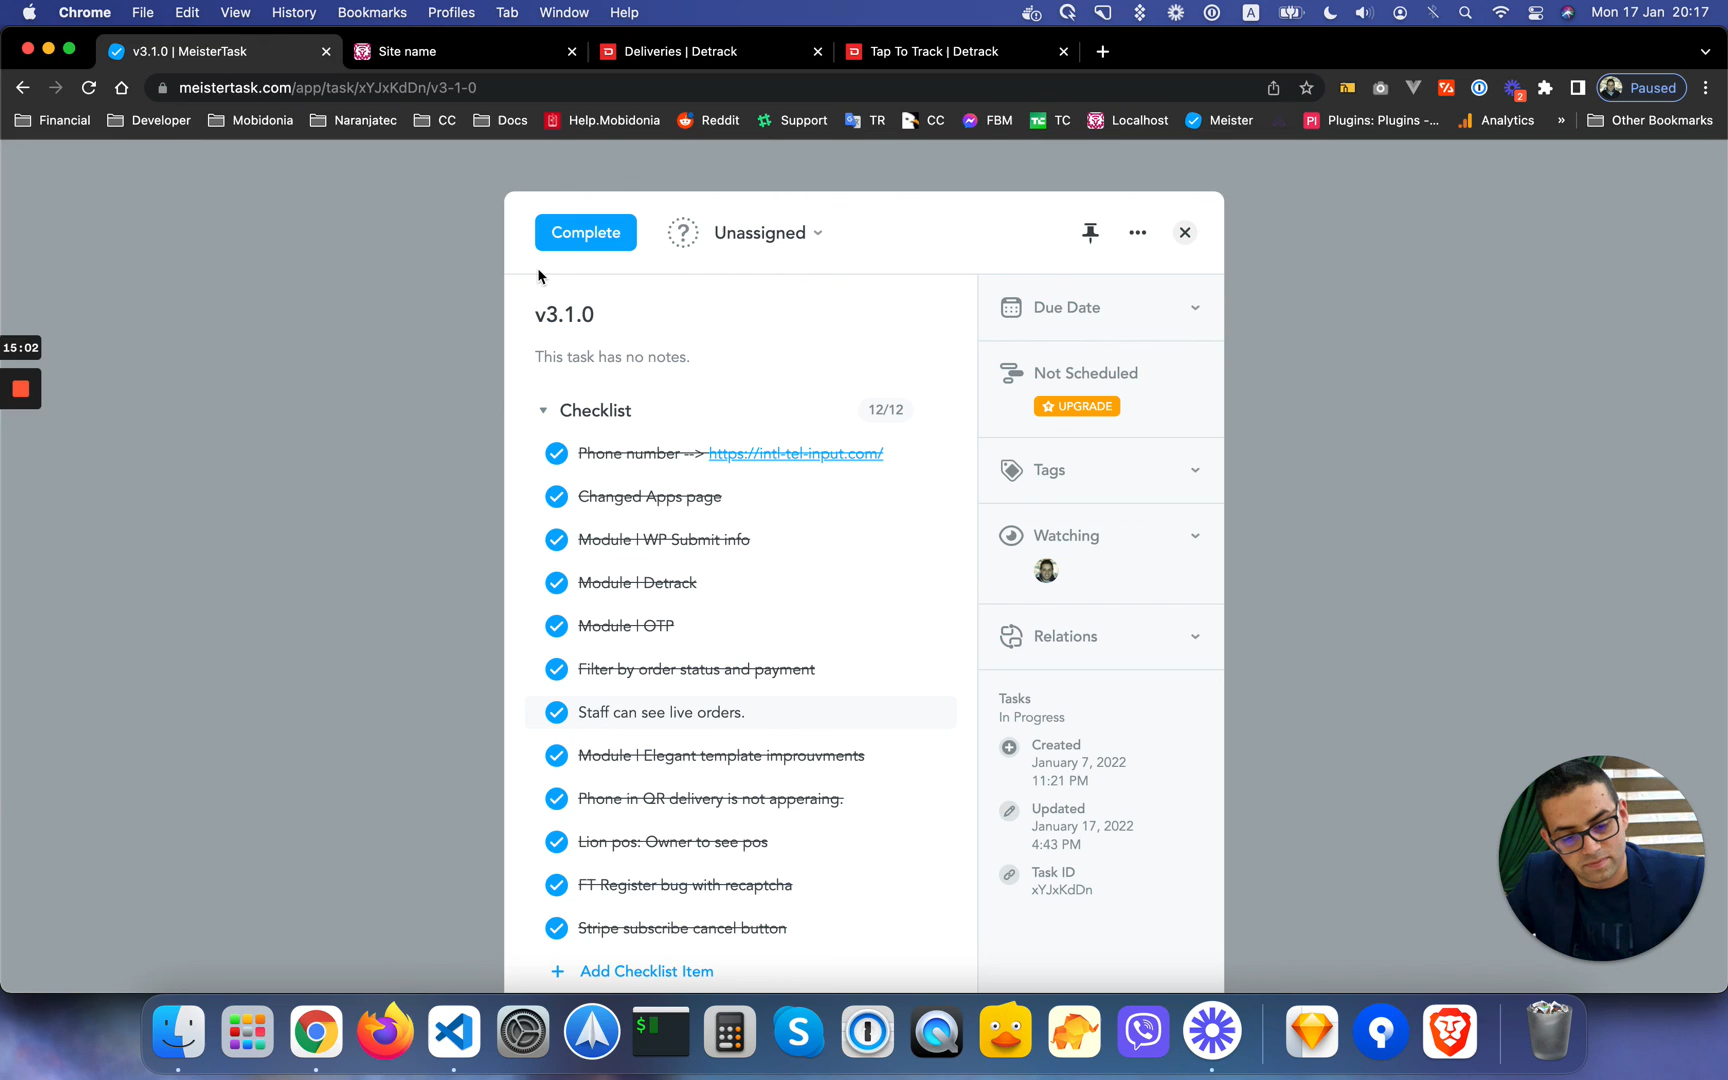 Chrome File Edit View History Bookmarks Profiles Tab Window Help A Mon 17 Jan 20:17
v3.1.0 | MeisterTask Site name Deliveries | Detrack Tap To Track | Detrack
meistertask.com/app/task/xYJxKdDn/v3-1-0 2 Paused
Financial Developer Mobidonia Naranjatec CC Docs Help.Mobidonia Reddit Support TR CC FBM TC Localhost Meister Plugins: Plugins -... Analytics » Other Bookmarks
Complete ? Unassigned
15:02
v3.1.0
This task has no notes.
Checklist 12/12
Phone number --> https://intl-tel-input.com/
Changed Apps page
Module | WP Submit info
Module | Detrack
Module | OTP
Filter by order status and payment
Staff can see live orders.
Module | Elegant template improuvments
Phone in QR delivery is not apperaing.
Lion pos: Owner to see pos
FT Register bug with recaptcha
Stripe subscribe cancel button
+ Add Checklist Item
Due Date
Not Scheduled
UPGRADE
Tags
Watching
Relations
Tasks
In Progress
Created
January 7, 2022
11:21 PM
Updated
January 17, 2022
4:43 PM
Task ID
xYJxKdDn